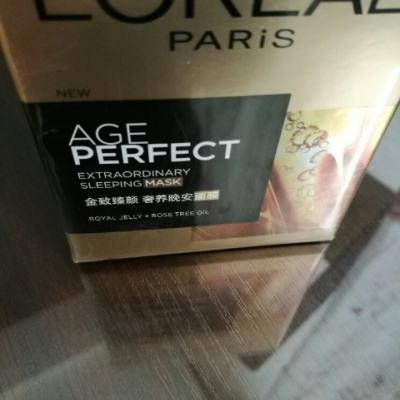 L'ORÉAL
PARiS
NEW
AGE
PERFECT
EXTRAORDINARY
SLEEPING MASK
金致臻颜 奢养晚安面膜
ROYAL JELLY + ROSE TREE OIL